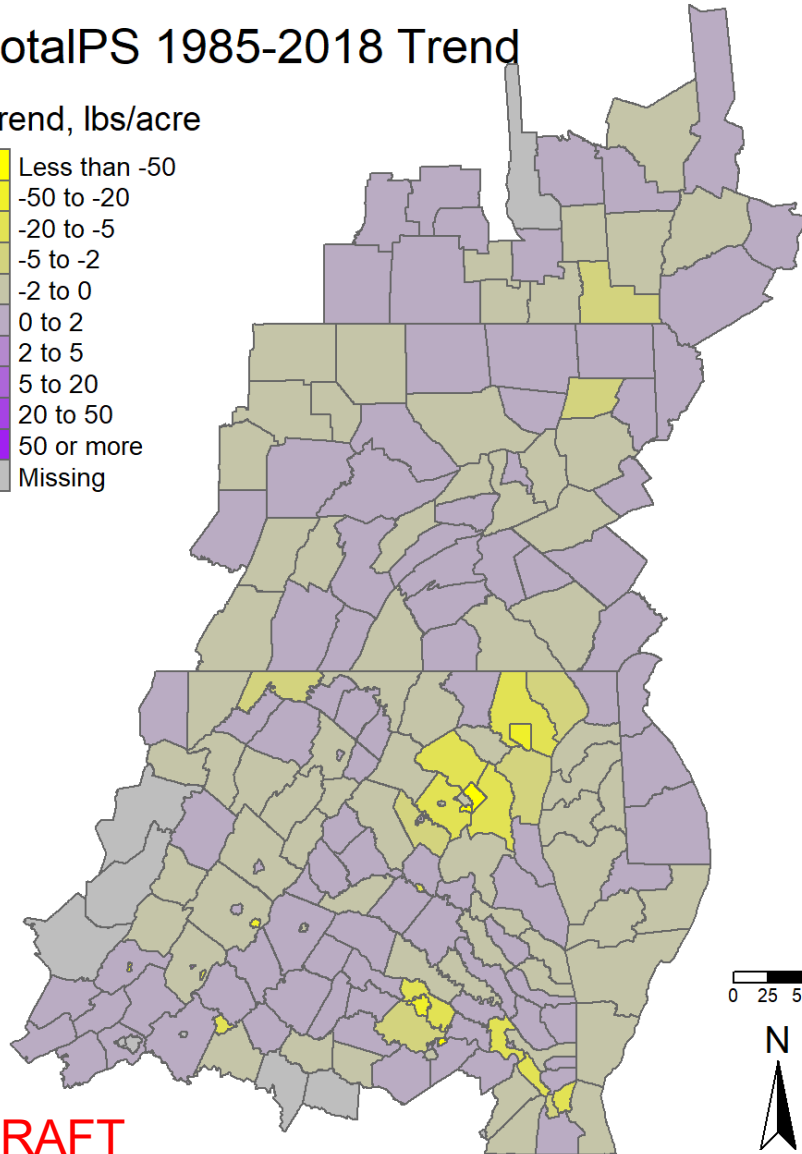 otalPS 1985-2018 Trend
rend, lbs/acre
Less than -50
-50 to -20
-20 to -5
-5 to -2
-2 to 0
0 to 2
2 to 5
5 to 20
20 to 50
50 or more
Missing
0 25 5
N
RAFT